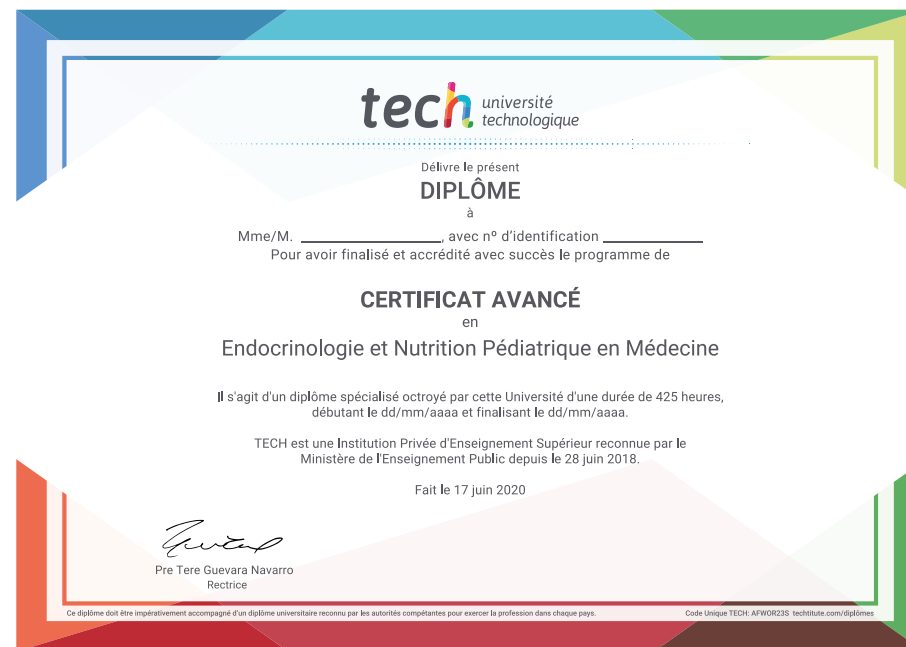 tech université
technologique
Délivre le présent
DIPLÔME
à
Mme/M. ____________________, avec nº d'identification ______________
Pour avoir finalisé et accrédité avec succès le programme de
CERTIFICAT AVANCÉ
en
Endocrinologie et Nutrition Pédiatrique en Médecine
Il s'agit d'un diplôme spécialisé octroyé par cette Université d'une durée de 425 heures,
débutant le dd/mm/aaaa et finalisant le dd/mm/aaaa.
TECH est une Institution Privée d'Enseignement Supérieur reconnue par le
Ministère de l'Enseignement Public depuis le 28 juin 2018.
Fait le 17 juin 2020
Pre Tere Guevara Navarro
Rectrice
Ce diplôme doit être impérativement accompagné d'un diplôme universitaire reconnu par les autorités compétantes pour exercer la profession dans chaque pays.
Code Unique TECH: AFWOR23S techtitute.com/diplômes